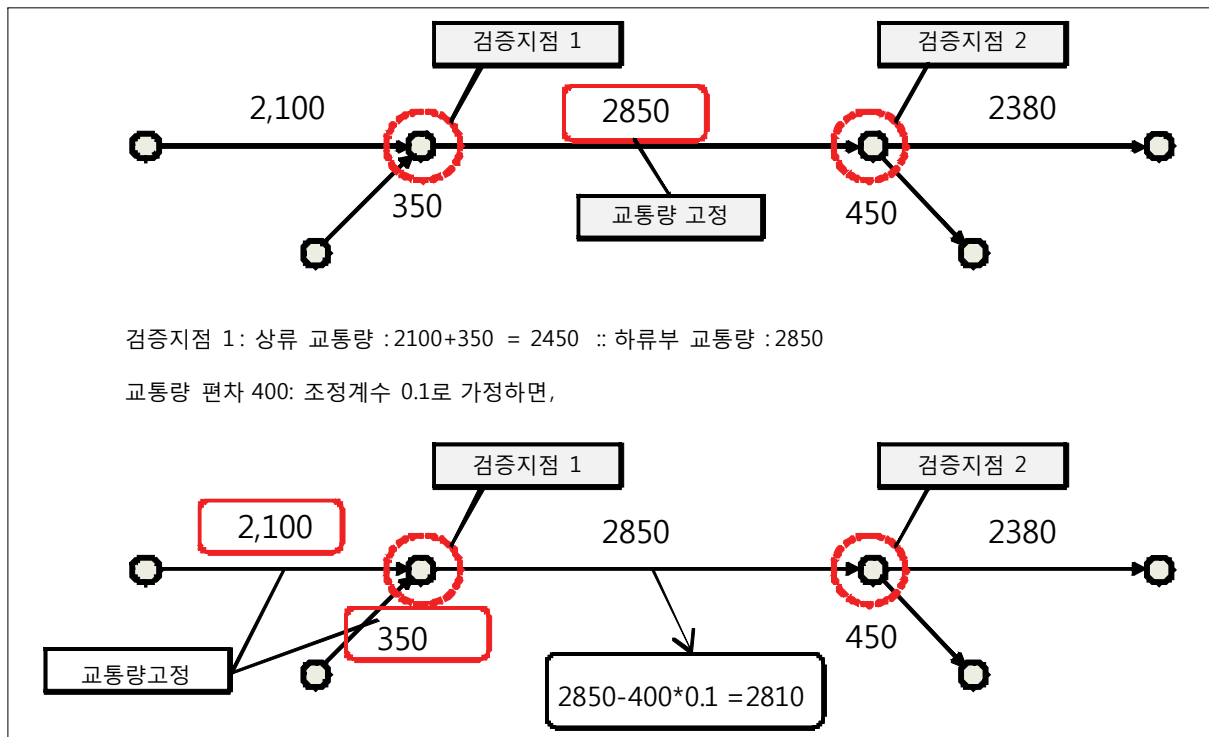 검증지점 1
검증지점 2
2,100
2850
2380
350
교통량 고정
450
검증지점 1: 상류 교통량 :2100+350 = 2450 :: 하류부 교통량 :2850
교통량 편차 400: 조정계수 0.1로 가정하면,
검증지점 1
검증지점 2
2,100
2850
2380
350
450
교통량고정
2850-400*0.1 =2810